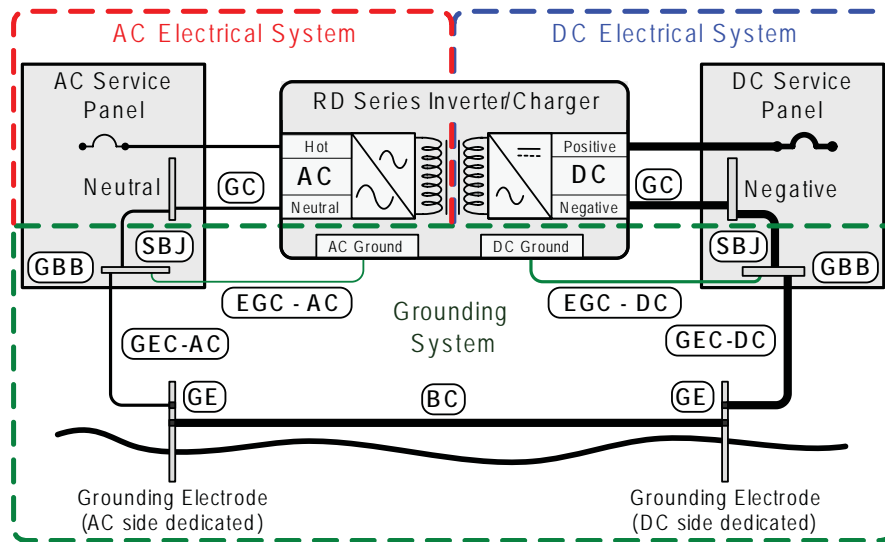 AC Electrical System
DC Electrical System
AC Service
Panel
RD Series Inverter/Charger
DC Service
Panel
Hot
AC
Neutral
Positive
DC
Negative
Neutral
GC
GC
Negative
SBJ
AC Ground
DC Ground
SBJ
GBB
GBB
EGC - AC
EGC - DC
Grounding
System
GEC-AC
GEC-DC
GE
BC
GE
Grounding Electrode
(AC side dedicated)
Grounding Electrode
(DC side dedicated)